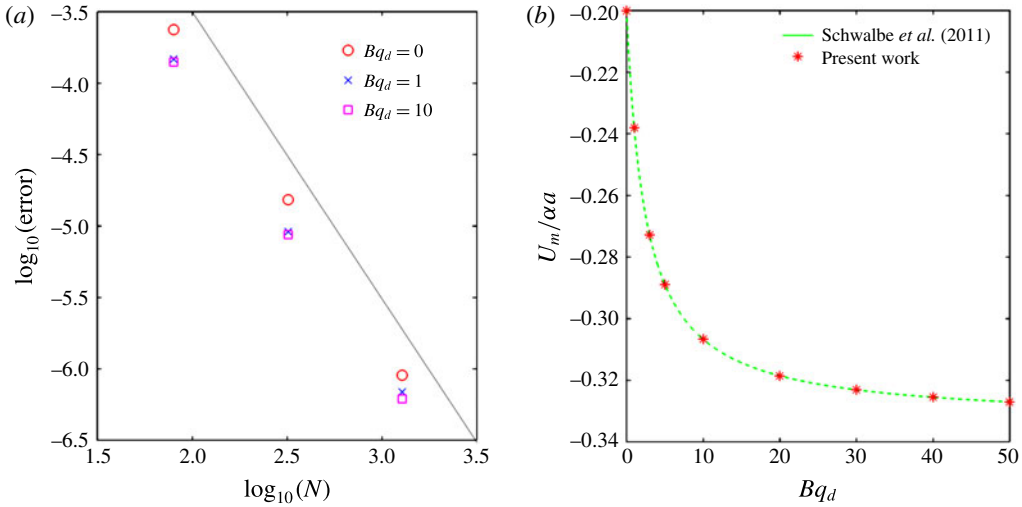 (a)
–3.5
–4.0
–4.5
–5.0
–5.5
–6.0
–6.5
log10(error)
1.5
2.0
2.5
3.0
3.5
log10(N)
Bqd = 0
Bqd = 1
Bqd = 10
(b)
–0.20
–0.22
–0.24
–0.26
–0.28
–0.30
–0.32
–0.34
Um/αa
0
10
20
30
40
50
Bqd
Schwalbe et al. (2011)
Present work